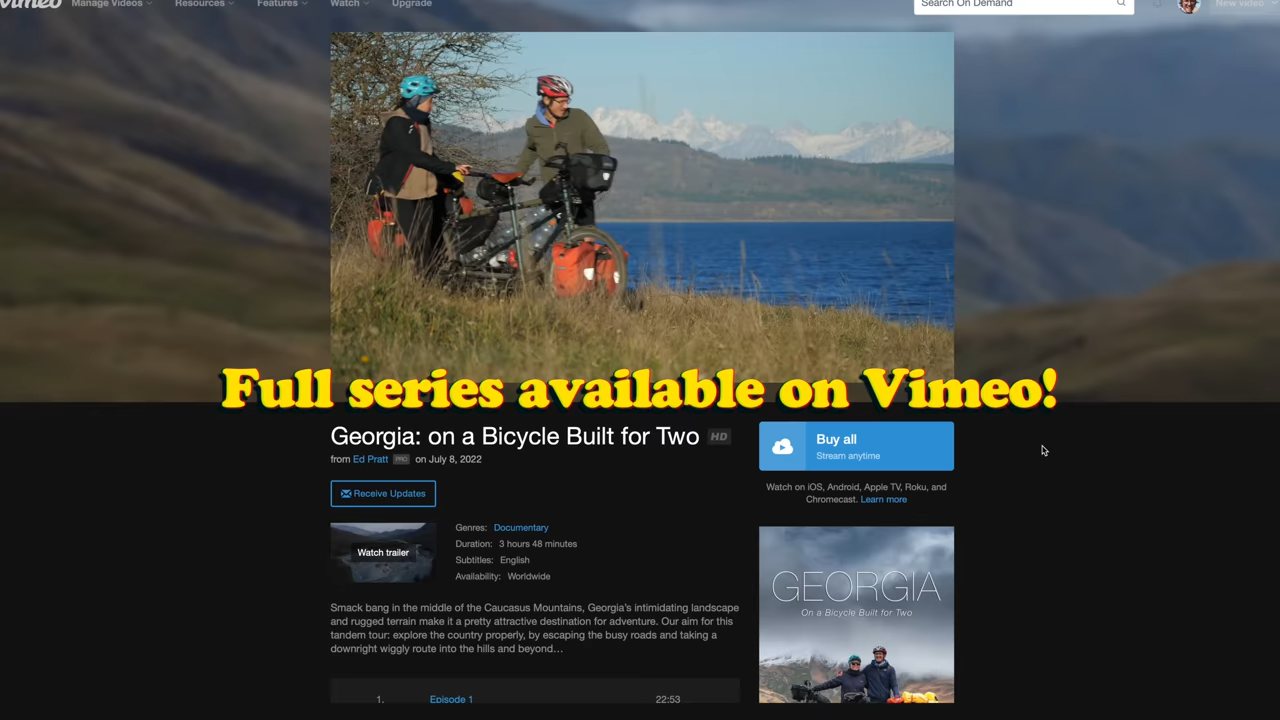 vimeo Manage Videos Resources Features Watch Upgrade Search On Demand New video
Full series available on Vimeo!
Georgia: on a Bicycle Built for Two HD
from Ed Pratt PRO on July 8, 2022
Receive Updates
Watch trailer
Genres: Documentary
Duration: 3 hours 48 minutes
Subtitles: English
Availability: Worldwide
Smack bang in the middle of the Caucasus Mountains, Georgia's intimidating landscape
and rugged terrain make it a pretty attractive destination for adventure. Our aim for this
tandem tour: explore the country properly, by escaping the busy roads and taking a
downright wiggly route into the hills and beyond…
1. Episode 1 22:53
Buy all
Stream anytime
Watch on iOS, Android, Apple TV, Roku, and
Chromecast. Learn more
GEORGIA
On a Bicycle Built for Two